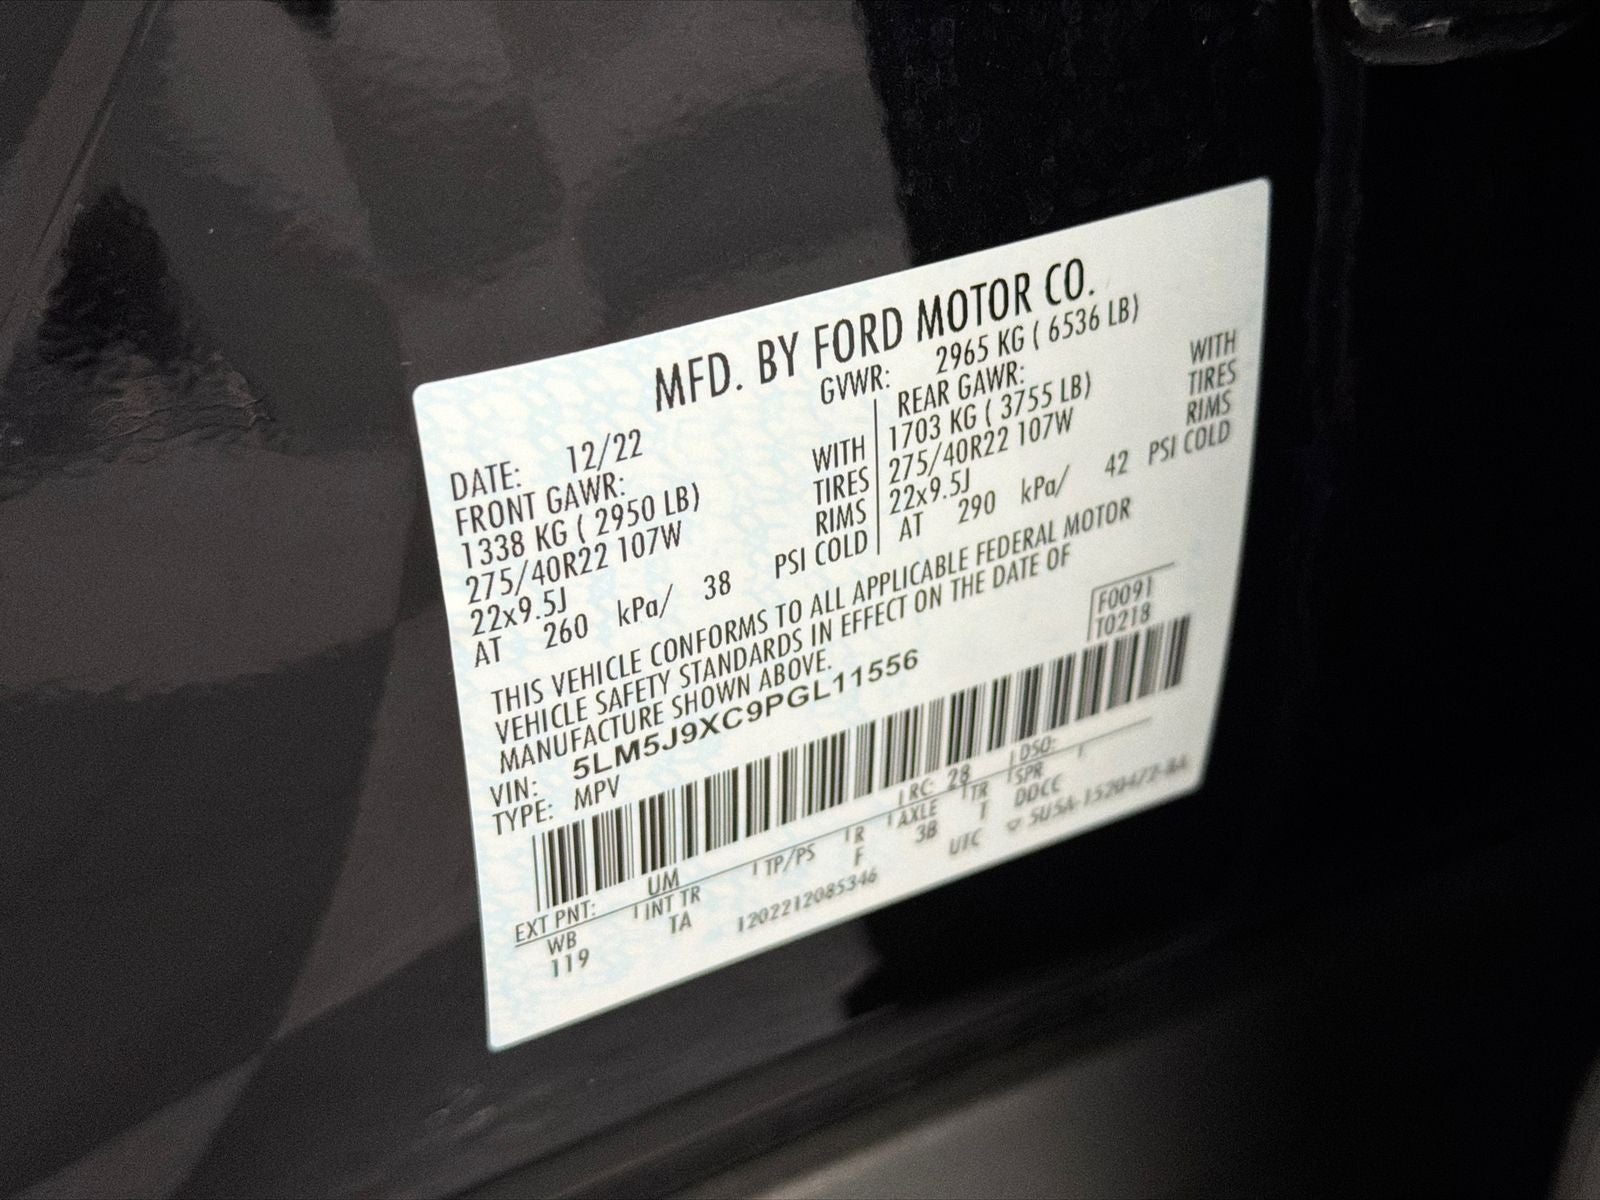 MFD. BY FORD MOTOR CO.
DATE: 12/22 GVWR: 2965 KG ( 6536 LB)
FRONT GAWR: REAR GAWR:
1338 KG ( 2950 LB) WITH 1703 KG ( 3755 LB) WITH
275/40R22 107W TIRES 275/40R22 107W TIRES
22x9.5J RIMS 22x9.5J RIMS
AT 260 kPa/ 38 PSI COLD AT 290 kPa/ 42 PSI COLD
THIS VEHICLE CONFORMS TO ALL APPLICABLE FEDERAL MOTOR
VEHICLE SAFETY STANDARDS IN EFFECT ON THE DATE OF
MANUFACTURE SHOWN ABOVE.
F0091
T0218
VIN: 5LM5J9XC9PGL11556
TYPE: MPV
EXT PNT: UM RC: 28 DSO:
WB INT TR TP/PS R AXLE TR SPR
119 TA F 3B T DDCC
1202212085346 UTC 5U5A-1520472-BA